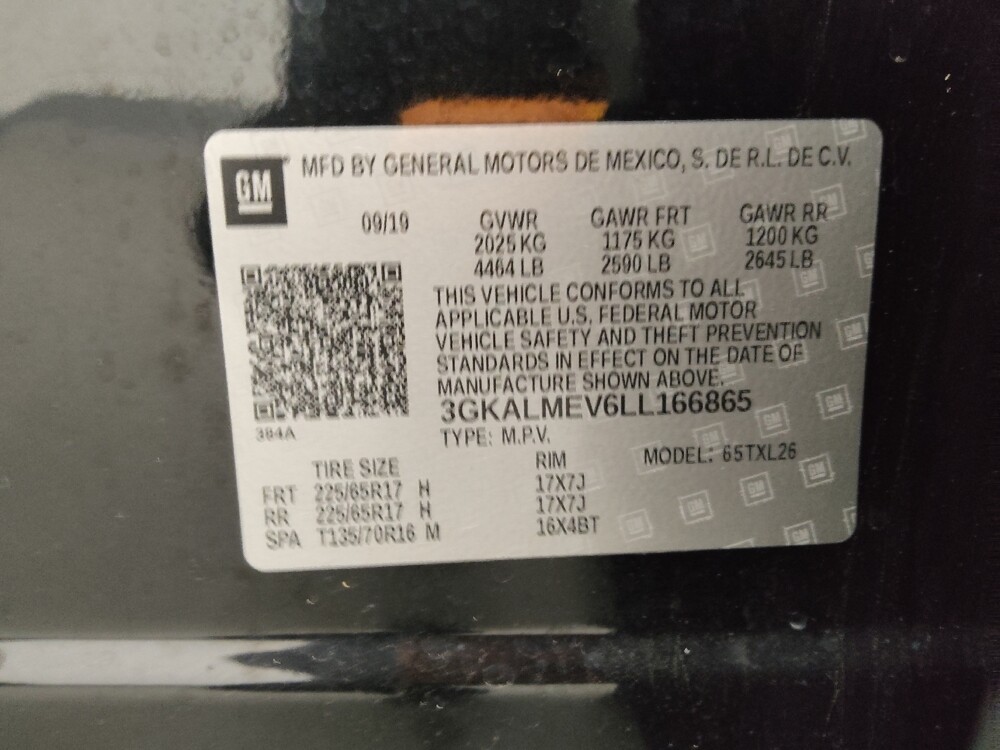 GM
MFD BY GENERAL MOTORS DE MEXICO, S. DE R.L. DE C.V.
09/19 GVWR GAWR FRT GAWR RR
2025 KG 1175 KG 1200 KG
4464 LB 2590 LB 2645 LB
THIS VEHICLE CONFORMS TO ALL
APPLICABLE U.S. FEDERAL MOTOR
VEHICLE SAFETY AND THEFT PREVENTION
STANDARDS IN EFFECT ON THE DATE OF
MANUFACTURE SHOWN ABOVE.
3GKALMEV6LL166865
384A
TYPE: M.P.V. MODEL: 6STXL26
TIRE SIZE RIM
FRT 225/65R17 H 17X7J
RR 225/65R17 H 17X7J
SPA T135/70R16 M 16X4BT